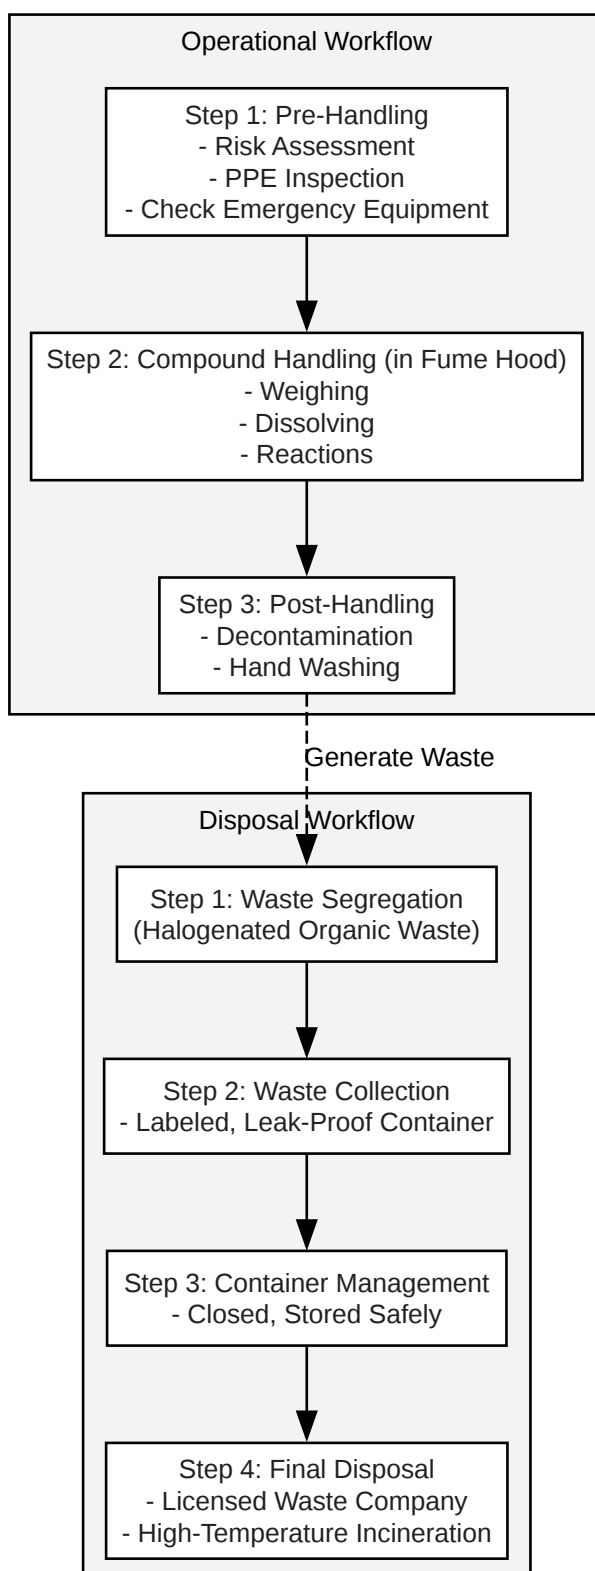 Operational Workflow
Step 1: Pre-Handling
- Risk Assessment
- PPE Inspection
- Check Emergency Equipment
Step 2: Compound Handling (in Fume Hood)
- Weighing
- Dissolving
- Reactions
Step 3: Post-Handling
- Decontamination
- Hand Washing
Generate Waste
Disposal Workflow
Step 1: Waste Segregation
(Halogenated Organic Waste)
Step 2: Waste Collection
- Labeled, Leak-Proof Container
Step 3: Container Management
- Closed, Stored Safely
Step 4: Final Disposal
- Licensed Waste Company
- High-Temperature Incineration